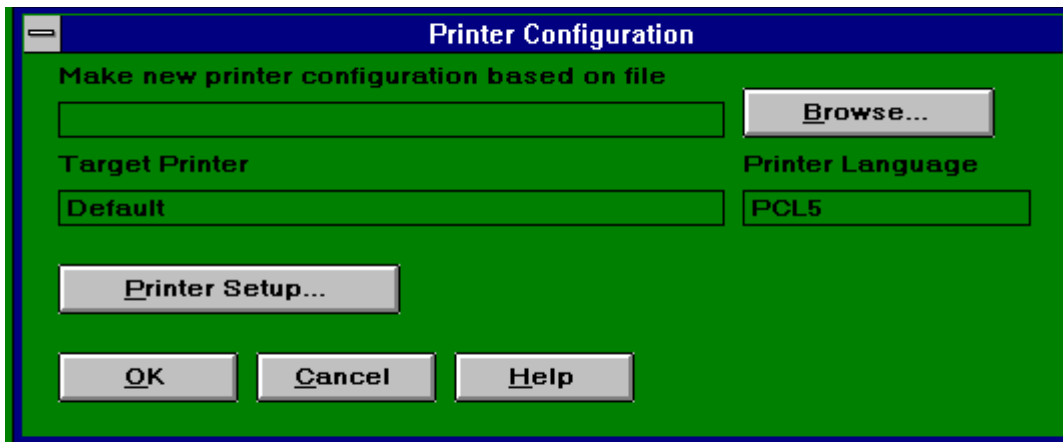 Printer Configuration
Make new printer configuration based on file
Browse...
Target Printer
Printer Language
Default
PCL5
Printer Setup...
OK
Cancel
Help